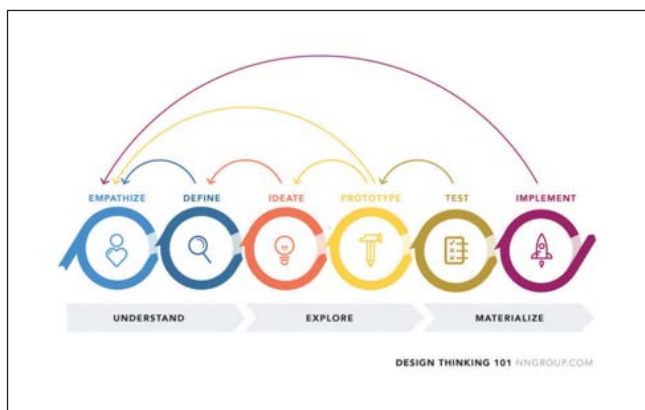 EMPATHIZE DEFINE IDEATE PROTOTYPE TEST IMPLEMENT
UNDERSTAND EXPLORE MATERIALIZE
DESIGN THINKING 101 NNGROUP.COM